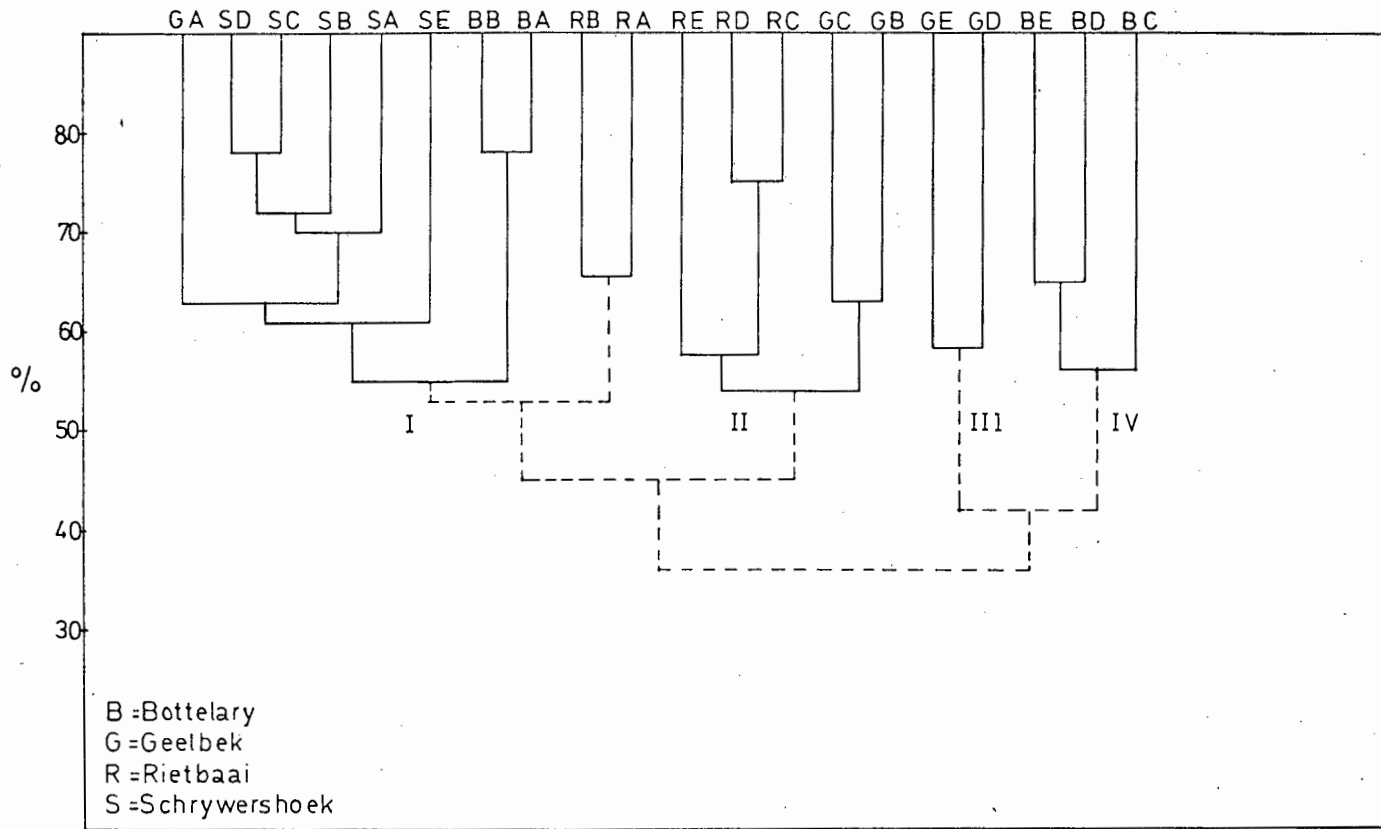 GA SD SC SB SA SE BB BA RB RA RE RD RC GC GB GE GD BE BD BC
80
70
60
%
50
40
30
I II III IV
B =Bottelary
G =Geelbek
R =Rietbaai
S =Schrywershoek